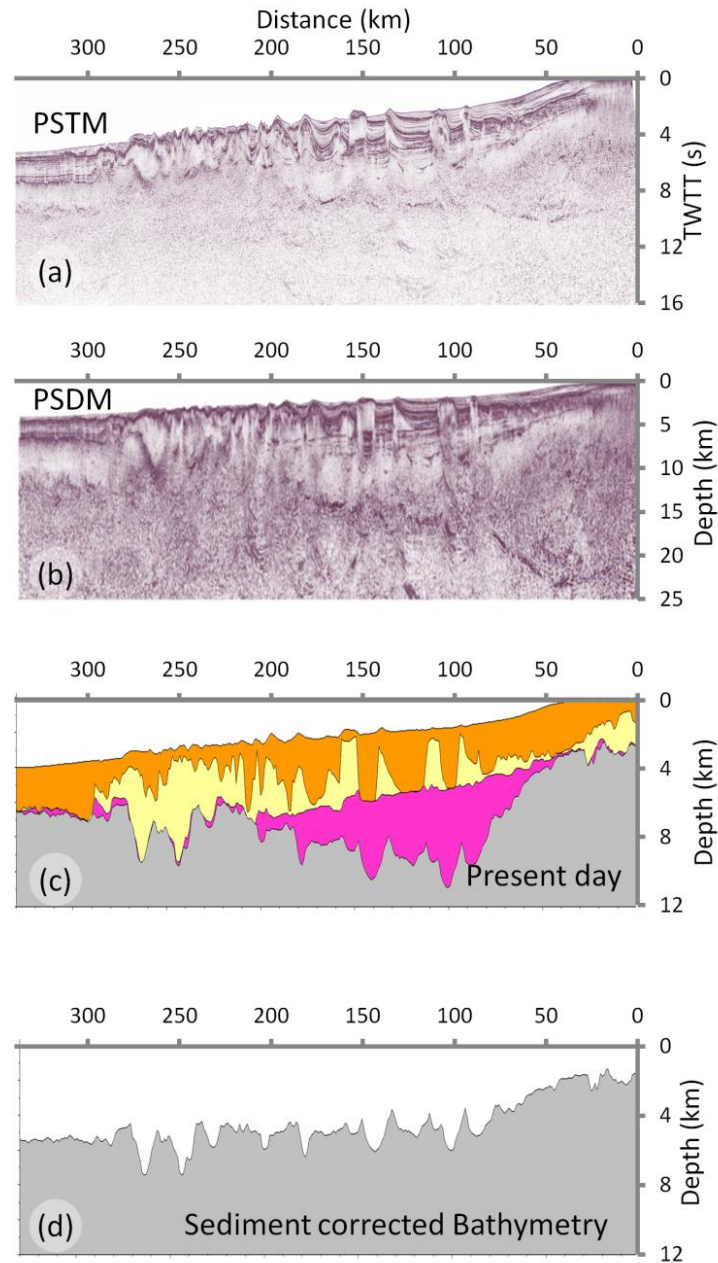 Distance (km)
300 250 200 150 100 50 0
PSTM
0
4
8
12
16
TWTT (s)
(a)
300 250 200 150 100 50 0
PSDM
0
5
10
15
20
25
Depth (km)
(b)
300 250 200 150 100 50 0
0
4
8
12
Depth (km)
(c)
Present day
300 250 200 150 100 50 0
0
4
8
12
Depth (km)
(d)
Sediment corrected Bathymetry